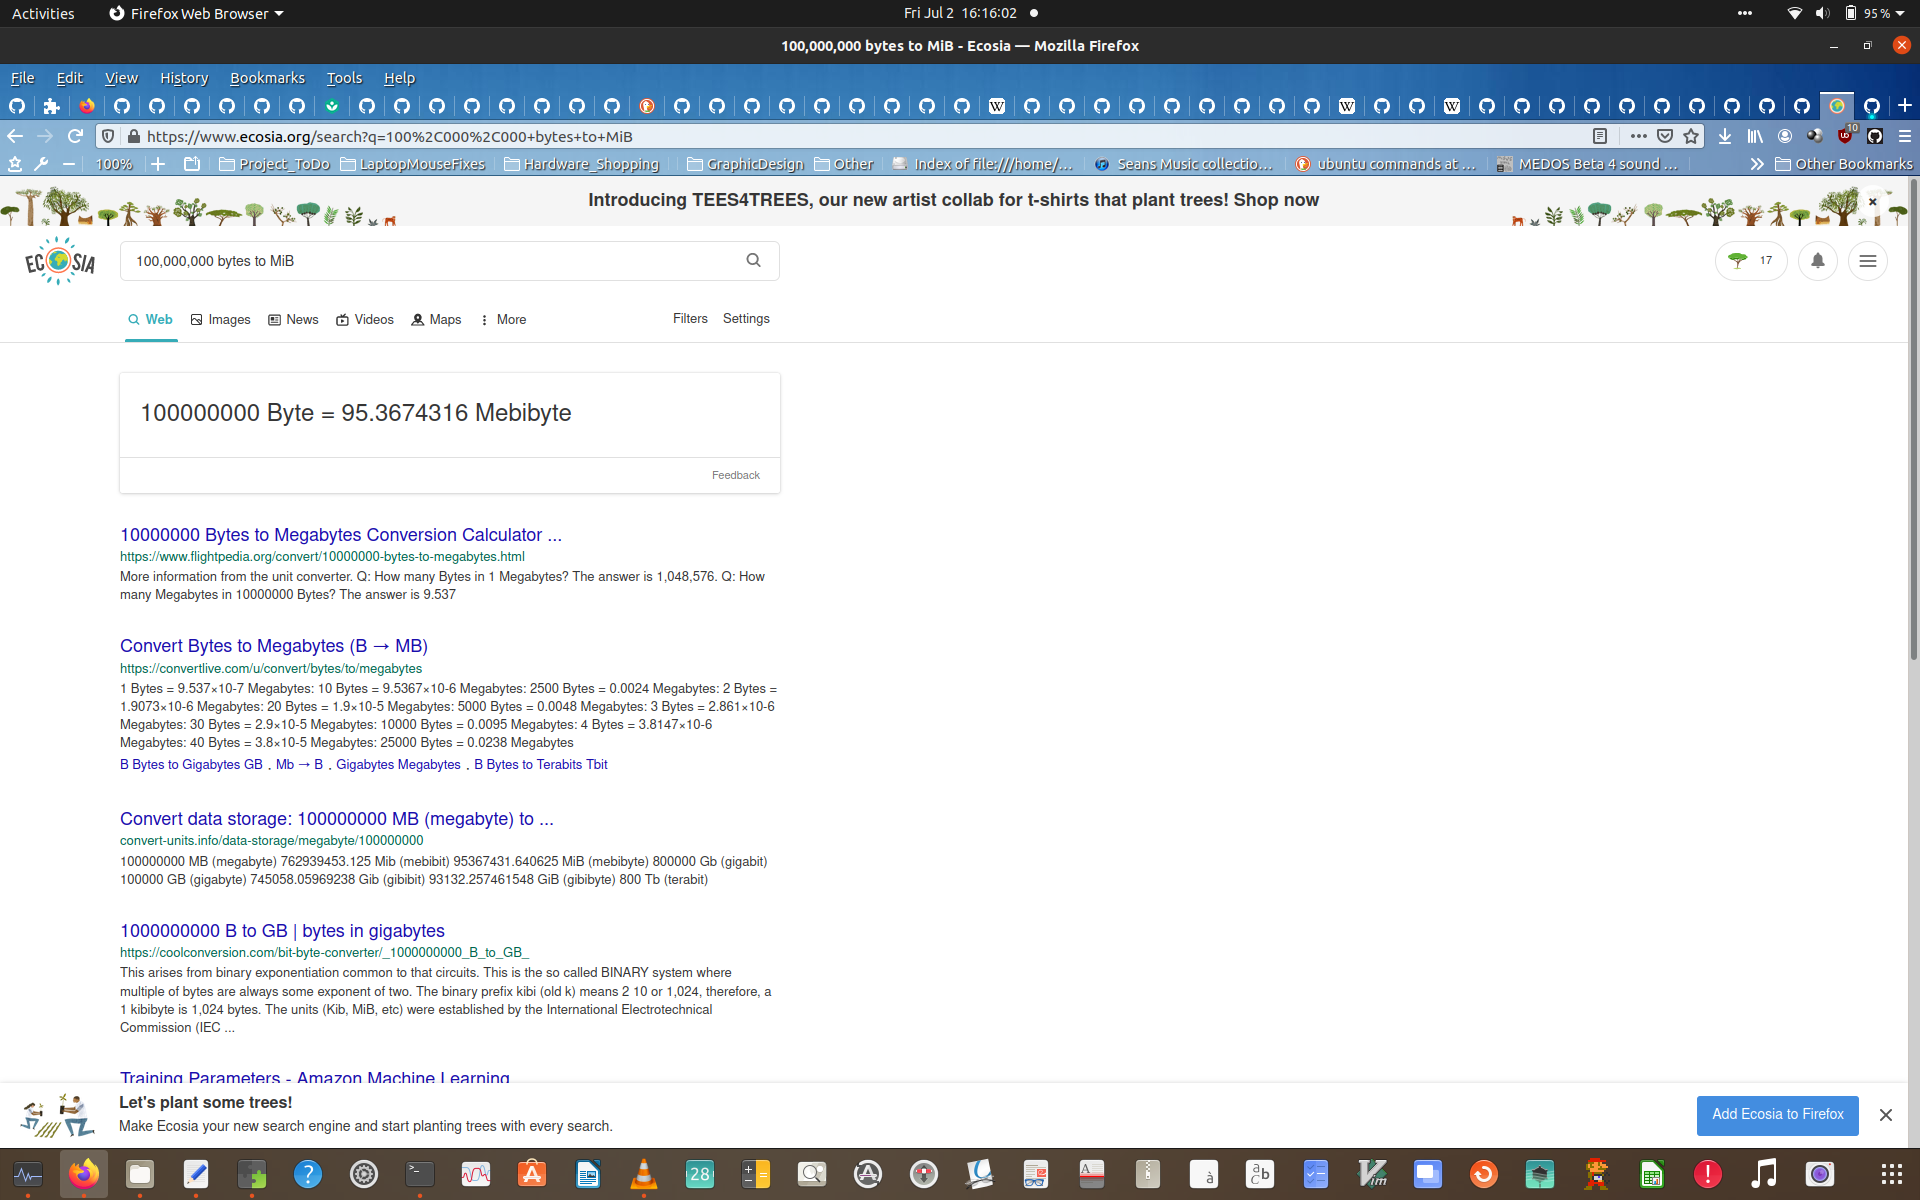 Activities
Firefox Web Browser
Fri Jul 2 16:16:02
95 %
100,000,000 bytes to MiB - Ecosia — Mozilla Firefox
File Edit View History Bookmarks Tools Help
https://www.ecosia.org/search?q=100%2C000%2C000+bytes+to+MiB
10
100%
Project_ToDo
LaptopMouseFixes
Hardware_Shopping
GraphicDesign
Other
Index of file:///home/...
Seans Music collectio...
ubuntu commands at ...
MEDOS Beta 4 sound ...
Other Bookmarks
Introducing TEES4TREES, our new artist collab for t-shirts that plant trees! Shop now
ECOSIA
100,000,000 bytes to MiB
17
Web Images News Videos Maps More
Filters Settings
100000000 Byte = 95.3674316 Mebibyte
Feedback
10000000 Bytes to Megabytes Conversion Calculator ...
https://www.flightpedia.org/convert/10000000-bytes-to-megabytes.html
More information from the unit converter. Q: How many Bytes in 1 Megabytes? The answer is 1,048,576. Q: How
many Megabytes in 10000000 Bytes? The answer is 9.537
Convert Bytes to Megabytes (B → MB)
https://convertlive.com/u/convert/bytes/to/megabytes
1 Bytes = 9.537×10-7 Megabytes: 10 Bytes = 9.5367×10-6 Megabytes: 2500 Bytes = 0.0024 Megabytes: 2 Bytes =
1.9073×10-6 Megabytes: 20 Bytes = 1.9×10-5 Megabytes: 5000 Bytes = 0.0048 Megabytes: 3 Bytes = 2.861×10-6
Megabytes: 30 Bytes = 2.9×10-5 Megabytes: 10000 Bytes = 0.0095 Megabytes: 4 Bytes = 3.8147×10-6
Megabytes: 40 Bytes = 3.8×10-5 Megabytes: 25000 Bytes = 0.0238 Megabytes
B Bytes to Gigabytes GB , Mb → B , Gigabytes Megabytes , B Bytes to Terabits Tbit
Convert data storage: 100000000 MB (megabyte) to ...
convert-units.info/data-storage/megabyte/100000000
100000000 MB (megabyte) 762939453.125 Mib (mebibit) 95367431.640625 MiB (mebibyte) 800000 Gb (gigabit)
100000 GB (gigabyte) 745058.05969238 Gib (gibibit) 93132.257461548 GiB (gibibyte) 800 Tb (terabit)
1000000000 B to GB | bytes in gigabytes
https://coolconversion.com/bit-byte-converter/_1000000000_B_to_GB_
This arises from binary exponentiation common to that circuits. This is the so called BINARY system where
multiple of bytes are always some exponent of two. The binary prefix kibi (old k) means 2 10 or 1,024, therefore, a
1 kibibyte is 1,024 bytes. The units (Kib, MiB, etc) were established by the International Electrotechnical
Commission (IEC ...
Training Parameters - Amazon Machine Learning
Let's plant some trees!
Make Ecosia your new search engine and start planting trees with every search.
Add Ecosia to Firefox
28